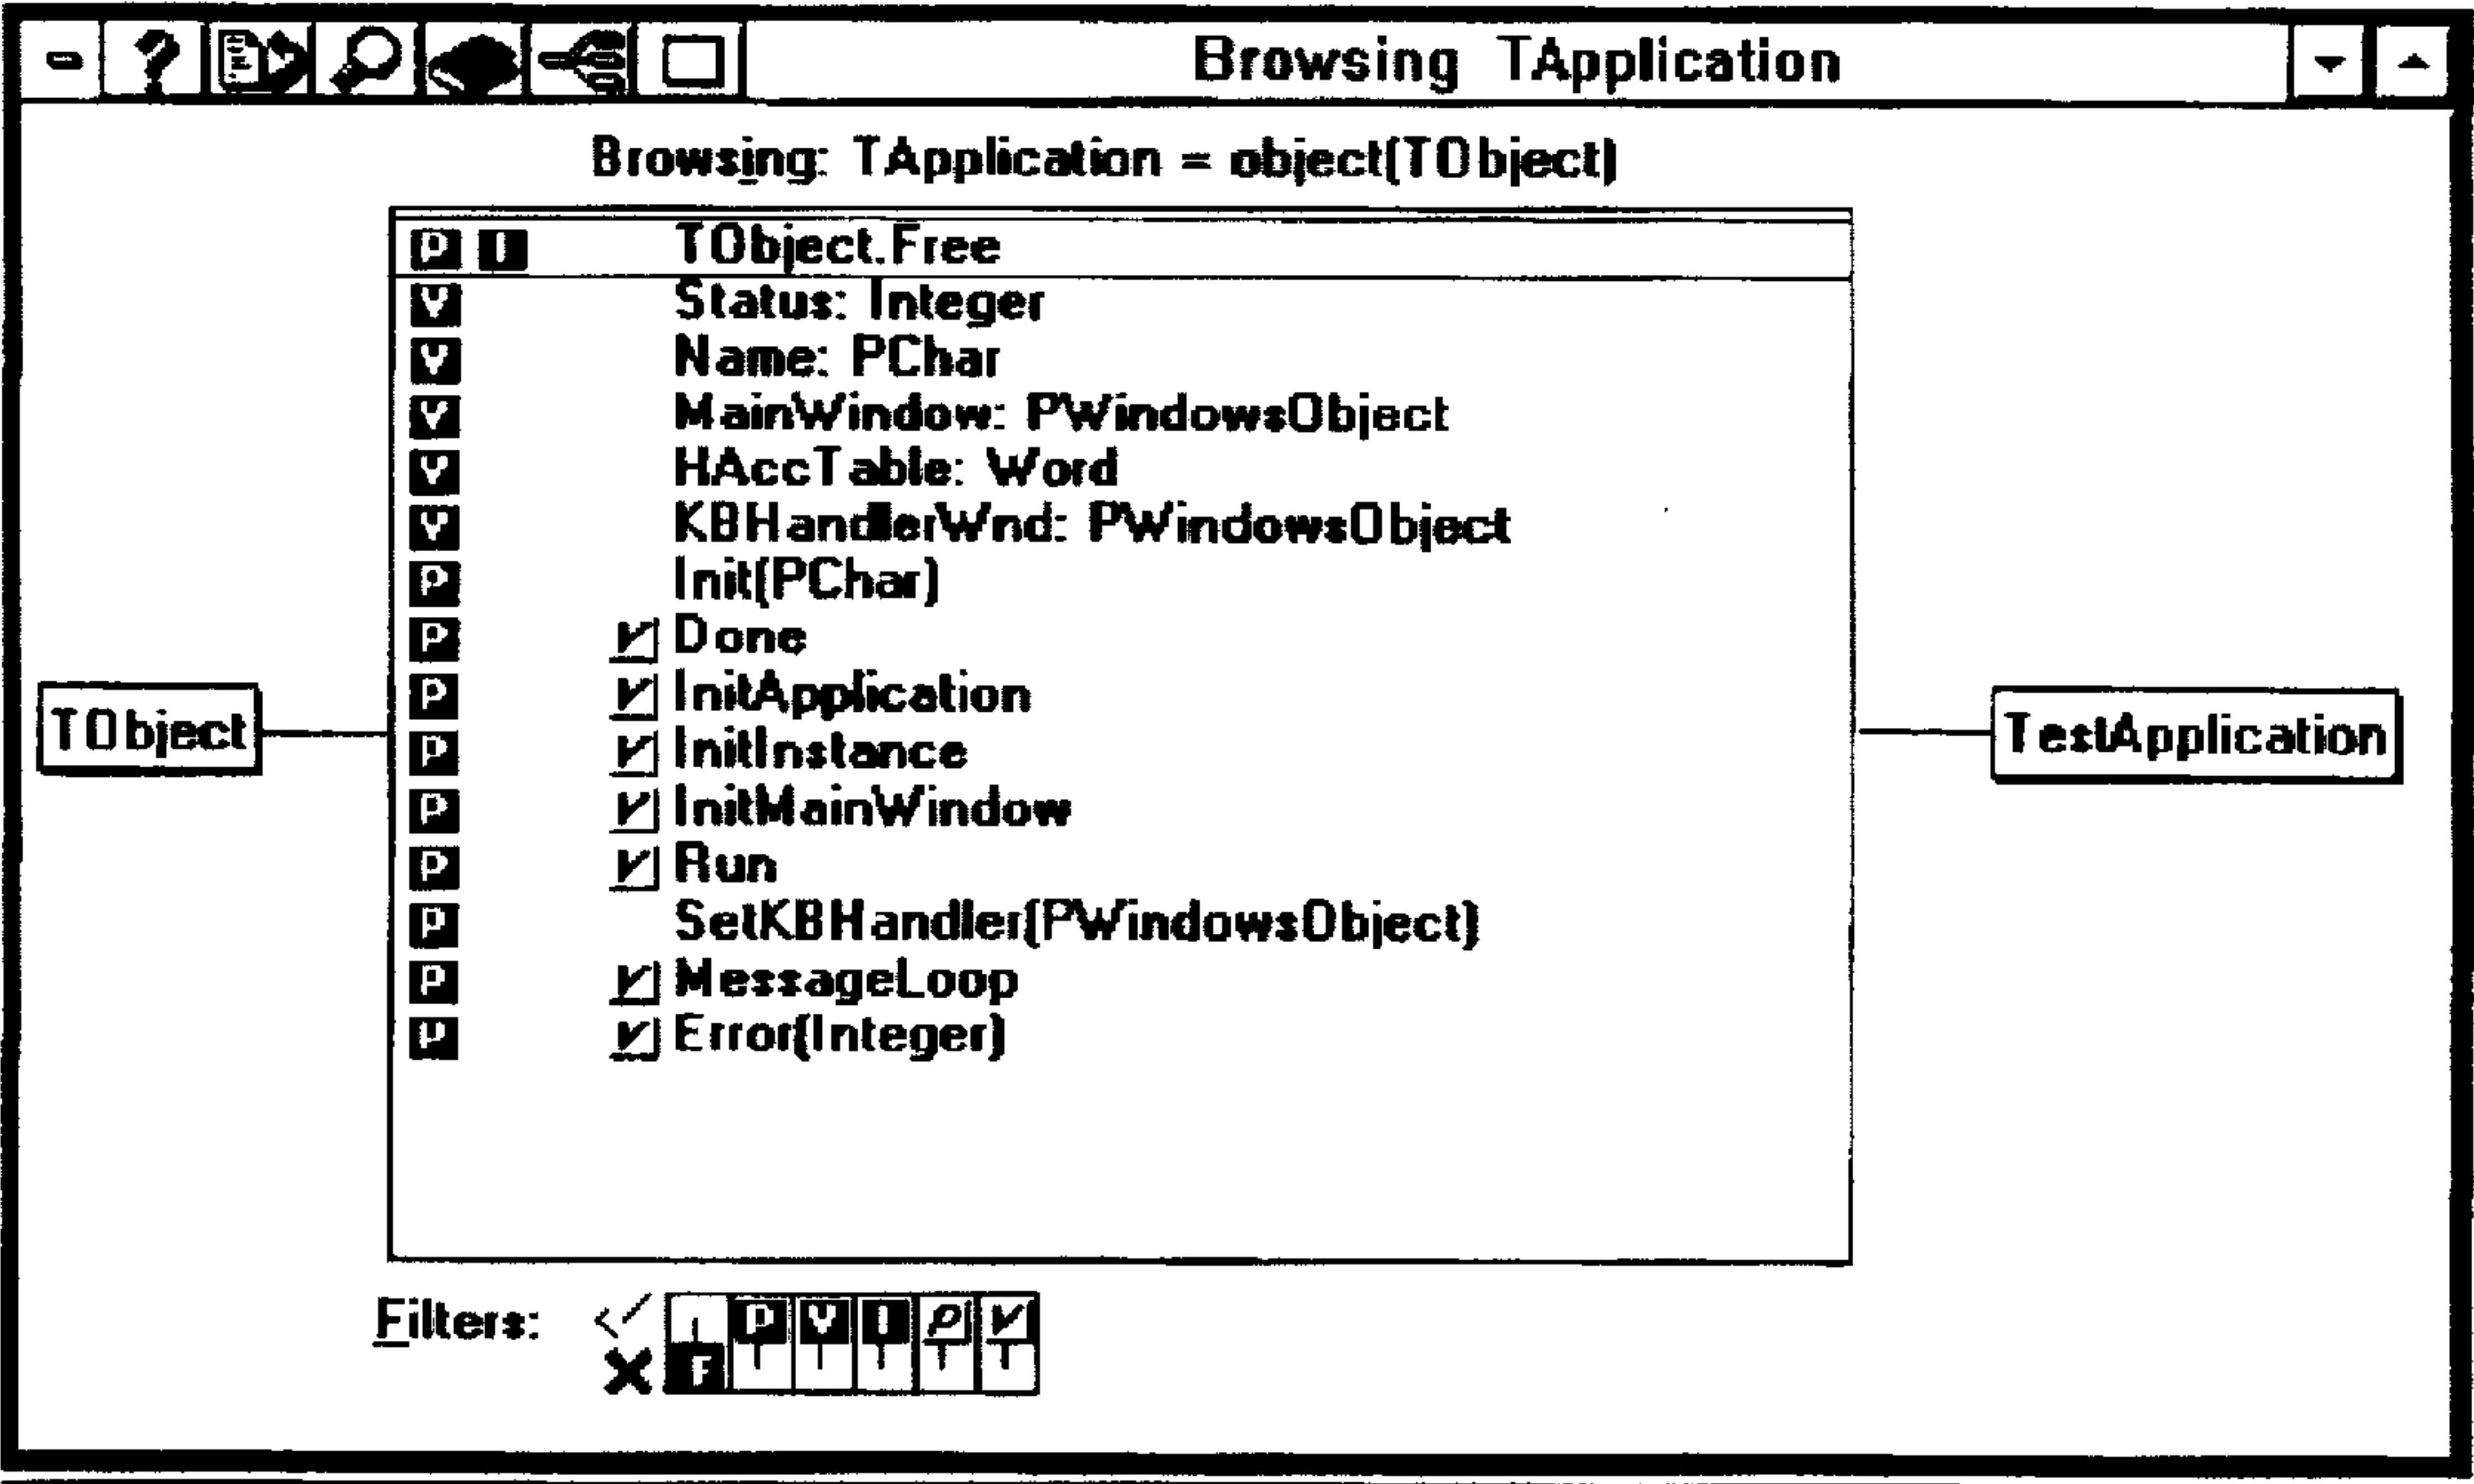 Browsing TApplication
Browsing: TApplication = object(TObject)
P I TObject.Free
V Status: Integer
V Name: PChar
V MainWindow: PWindowsObject
V HAccTable: Word
V KBHandlerWnd: PWindowsObject
P Init(PChar)
P V Done
P V InitApplication
P V InitInstance
P V InitMainWindow
P V Run
P SetKBHandler(PWindowsObject)
P V MessageLoop
P V Error(Integer)
TObject
TestApplication
Filters: P V I P V
F